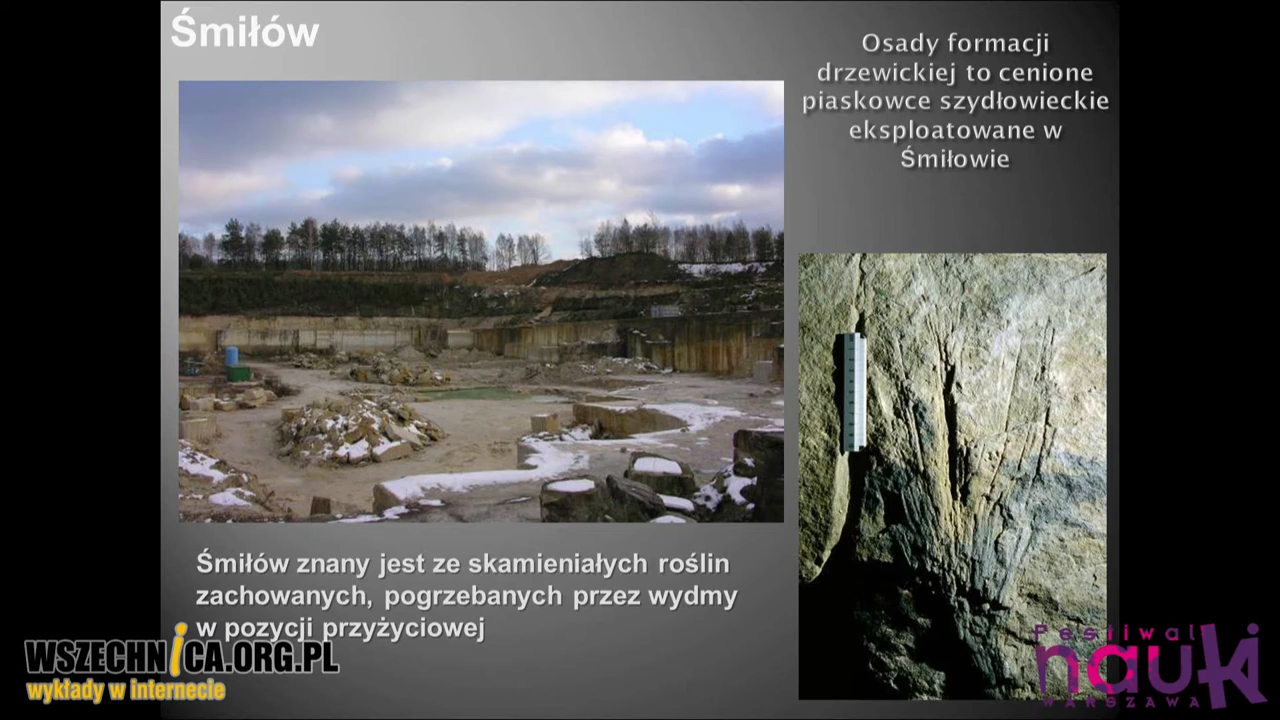 Śmiłów
Osady formacji
drzewickiej to cenione
piaskowce szydłowieckie
eksploatowane w
Śmiłowie
Śmiłów znany jest ze skamieniałych roślin
zachowanych, pogrzebanych przez wydmy
w pozycji przyżyciowej
WSZECHNiCA.ORG.PL
wykłady w internecie
Festiwal
nauki
WARSZAWA